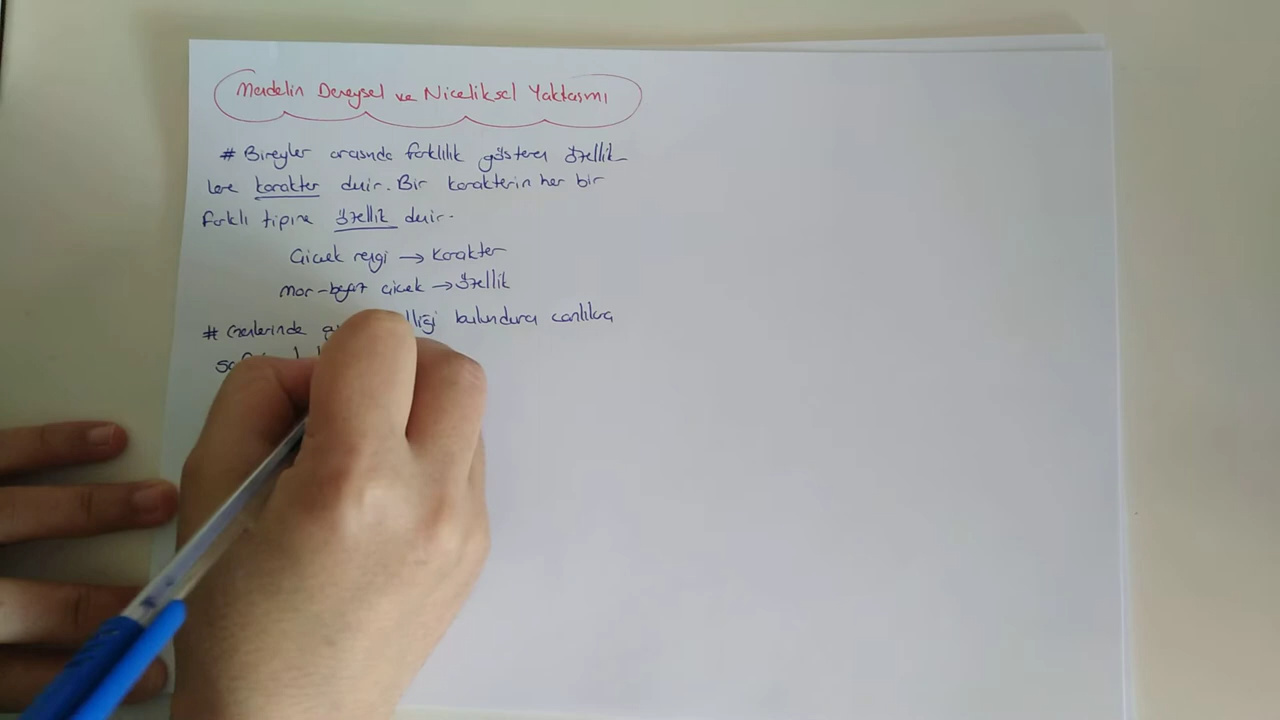 Mendelin Deneysel ve Niceliksel Yaklaşımı
# Bireyler arasında farklılık gösteren özellik
lere karakter denir. Bir karakterin her bir
farklı tipine özellik denir.
Çiçek rengi → karakter
mor-beyaz çiçek → özellik
# Genlerinde bulunduran canlılara